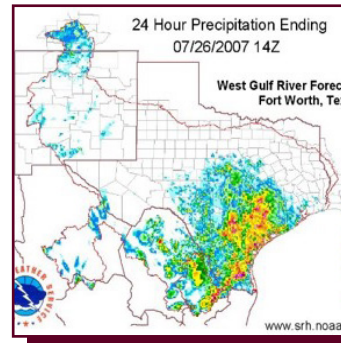 24 Hour Precipitation Ending
07/26/2007 14Z
West Gulf River Forec
Fort Worth, Te
www.srh.noaa